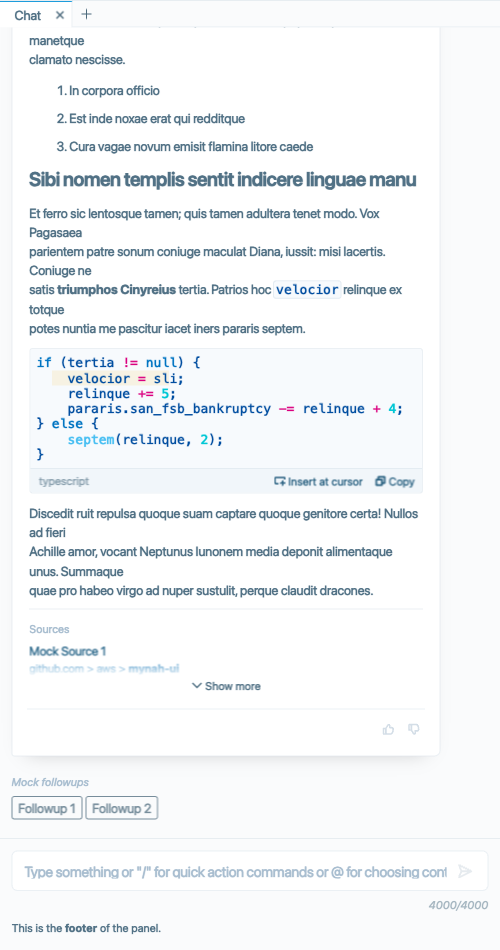 Chat
manetque
clamato nescisse.
1. In corpora officio
2. Est inde noxae erat qui redditque
3. Cura vagae novum emisit flamina litore caede
Sibi nomen templis sentit indicere linguae manu
Et ferro sic lentosque tamen; quis tamen adultera tenet modo. Vox
Pagasaea
parientem patre sonum coniuge maculat Diana, iussit: misi lacertis.
Coniuge ne
satis triumphos Cinyreius tertia. Patrios hoc velocior relinque ex
totque
potes nuntia me pascitur iacet iners pararis septem.
if (tertia != null) {
    velocior = sli;
    relinque += 5;
    pararis.san_fsb_bankruptcy -= relinque + 4;
} else {
    septem(relinque, 2);
}
typescript Insert at cursor Copy
Discedit ruit repulsa quoque suam captare quoque genitore certa! Nullos
ad fieri
Achille amor, vocant Neptunus Iunonem media deponit alimentaque
unus. Summaque
quae pro habeo virgo ad nuper sustulit, perque claudit dracones.
Sources
Mock Source 1
github.com > aws > mynah-ui
Show more
Mock followups
Followup 1 Followup 2
Type something or "/" for quick action commands or @ for choosing
4000/4000
This is the footer of the panel.